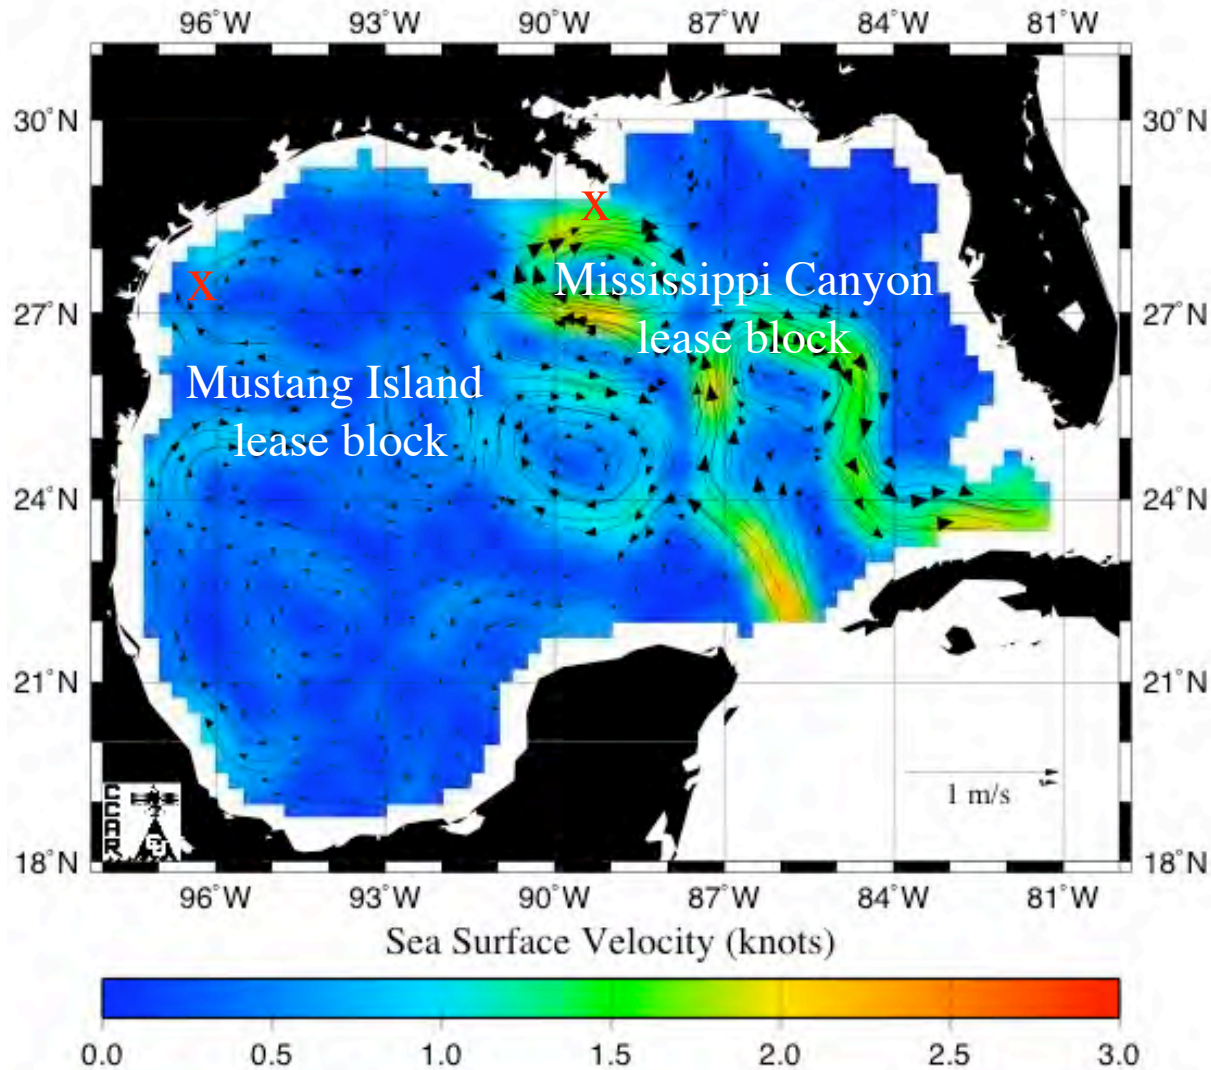 96°W 93°W 90°W 87°W 84°W 81°W
30°N 30°N
X
X
Mississippi Canyon
lease block
27°N 27°N
Mustang Island
lease block
24°N 24°N
21°N 21°N
1 m/s
CCAR
CU
18°N 18°N
96°W 93°W 90°W 87°W 84°W 81°W
Sea Surface Velocity (knots)
0.0 0.5 1.0 1.5 2.0 2.5 3.0